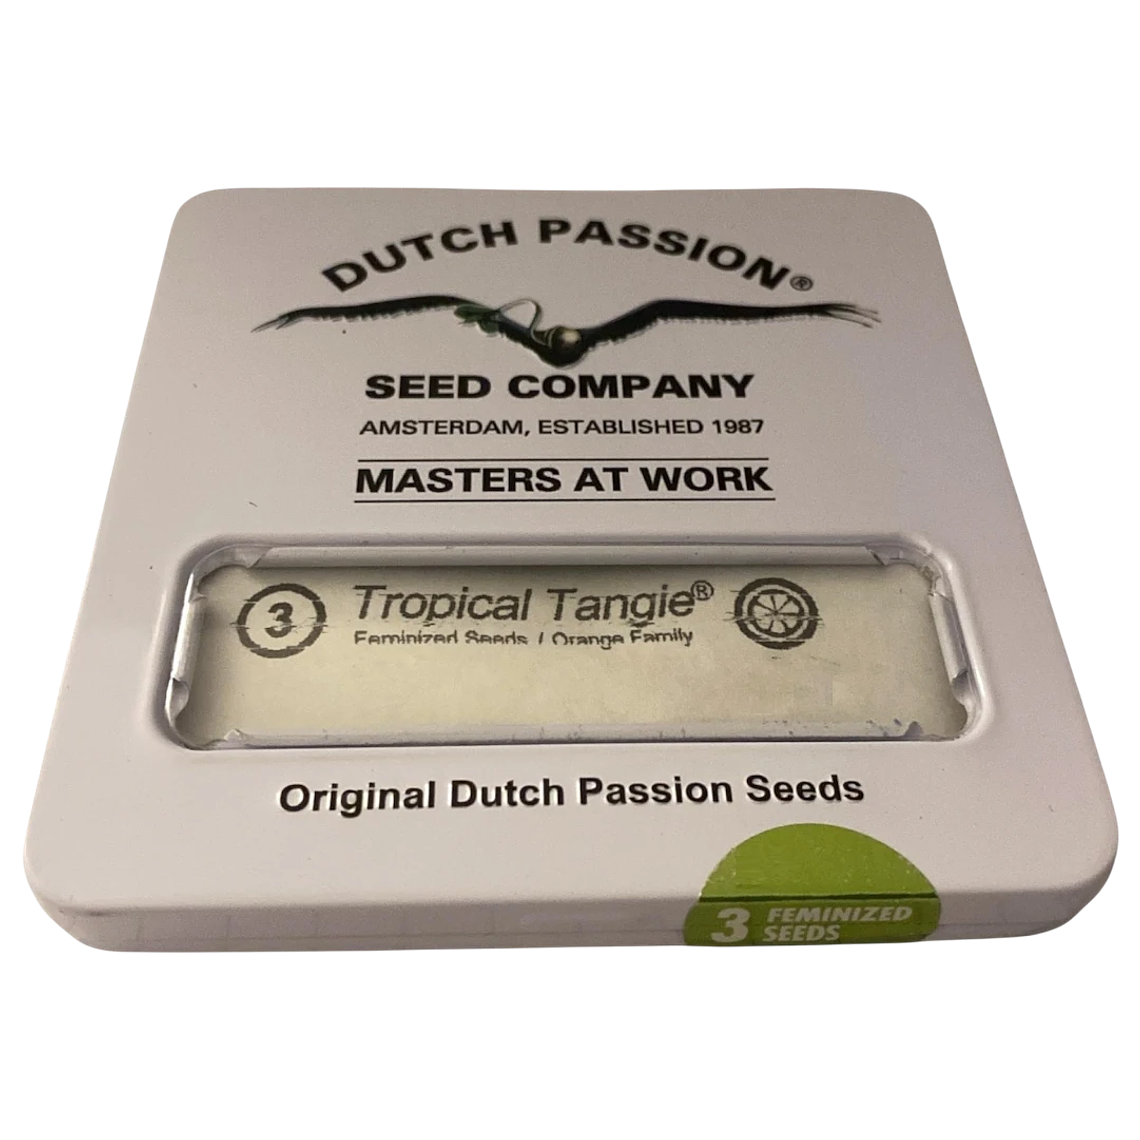 DUTCH PASSION®
SEED COMPANY
AMSTERDAM, ESTABLISHED 1987
MASTERS AT WORK
3
Tropical Tangie®
Feminized Seeds / Orange Family
Original Dutch Passion Seeds
3 FEMINIZED
SEEDS